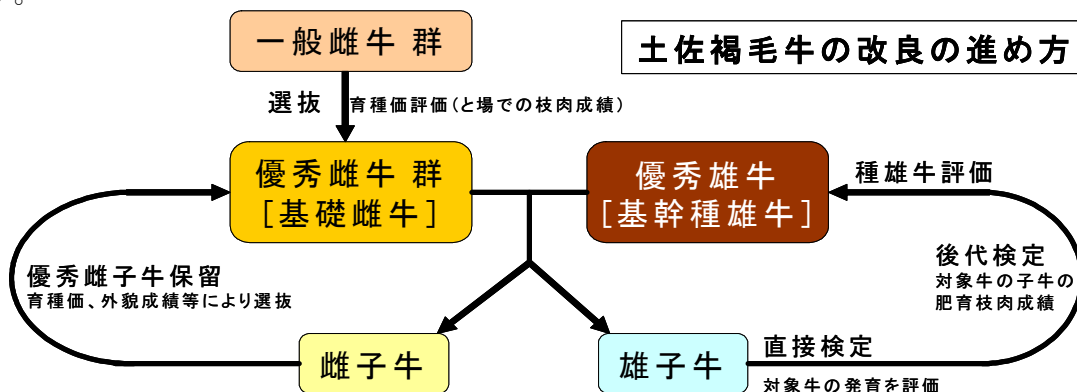 。
一般雌牛 群
土佐褐毛牛の改良の進め方
選抜 育種価評価(と場での枝肉成績)
優秀雌牛 群
[基礎雌牛]
優秀雄牛
[基幹種雄牛]
種雄牛評価
優秀雌子牛保留
育種価、外貌成績等により選抜
後代検定
対象牛の子牛の
肥育枝肉成績
雌子牛
雄子牛
直接検定
対象牛の発育を評価